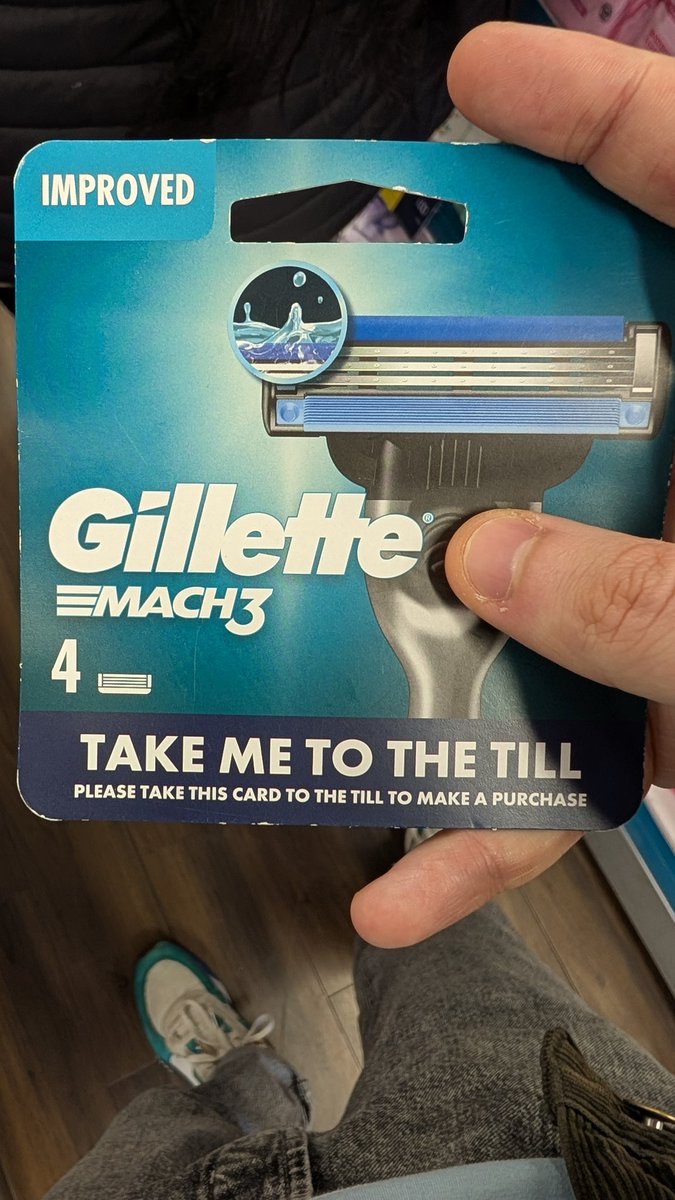 IMPROVED
Gillette®
MACH3
4
TAKE ME TO THE TILL
PLEASE TAKE THIS CARD TO THE TILL TO MAKE A PURCHASE